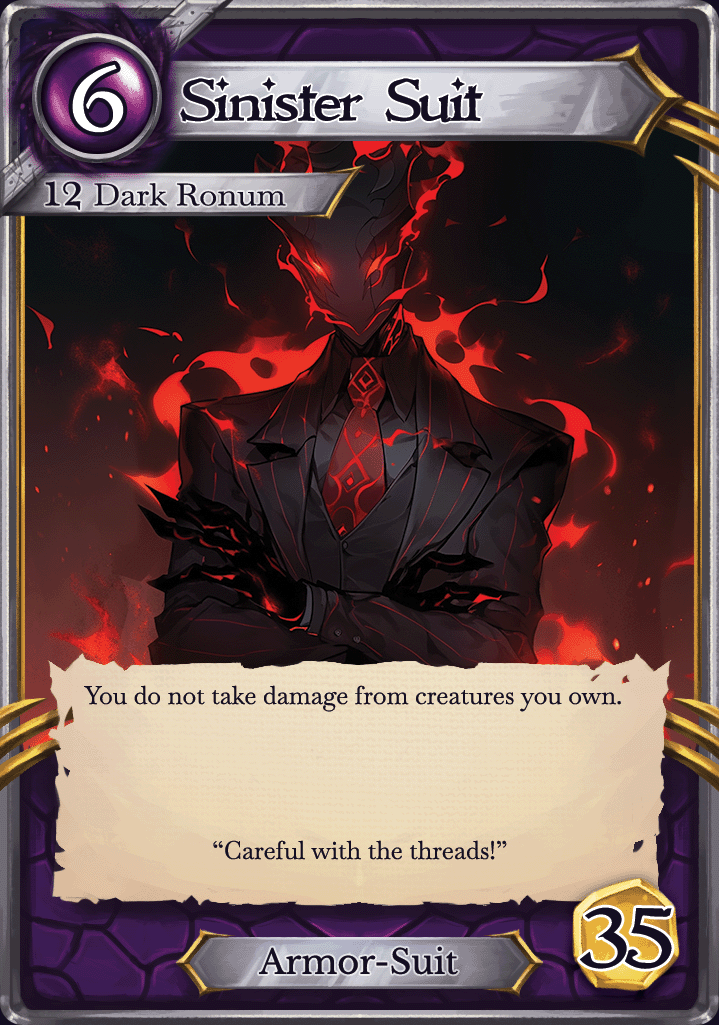 6
Sinister Suit
12 Dark Ronum
You do not take damage from creatures you own.
“Careful with the threads!”
35
Armor-Suit